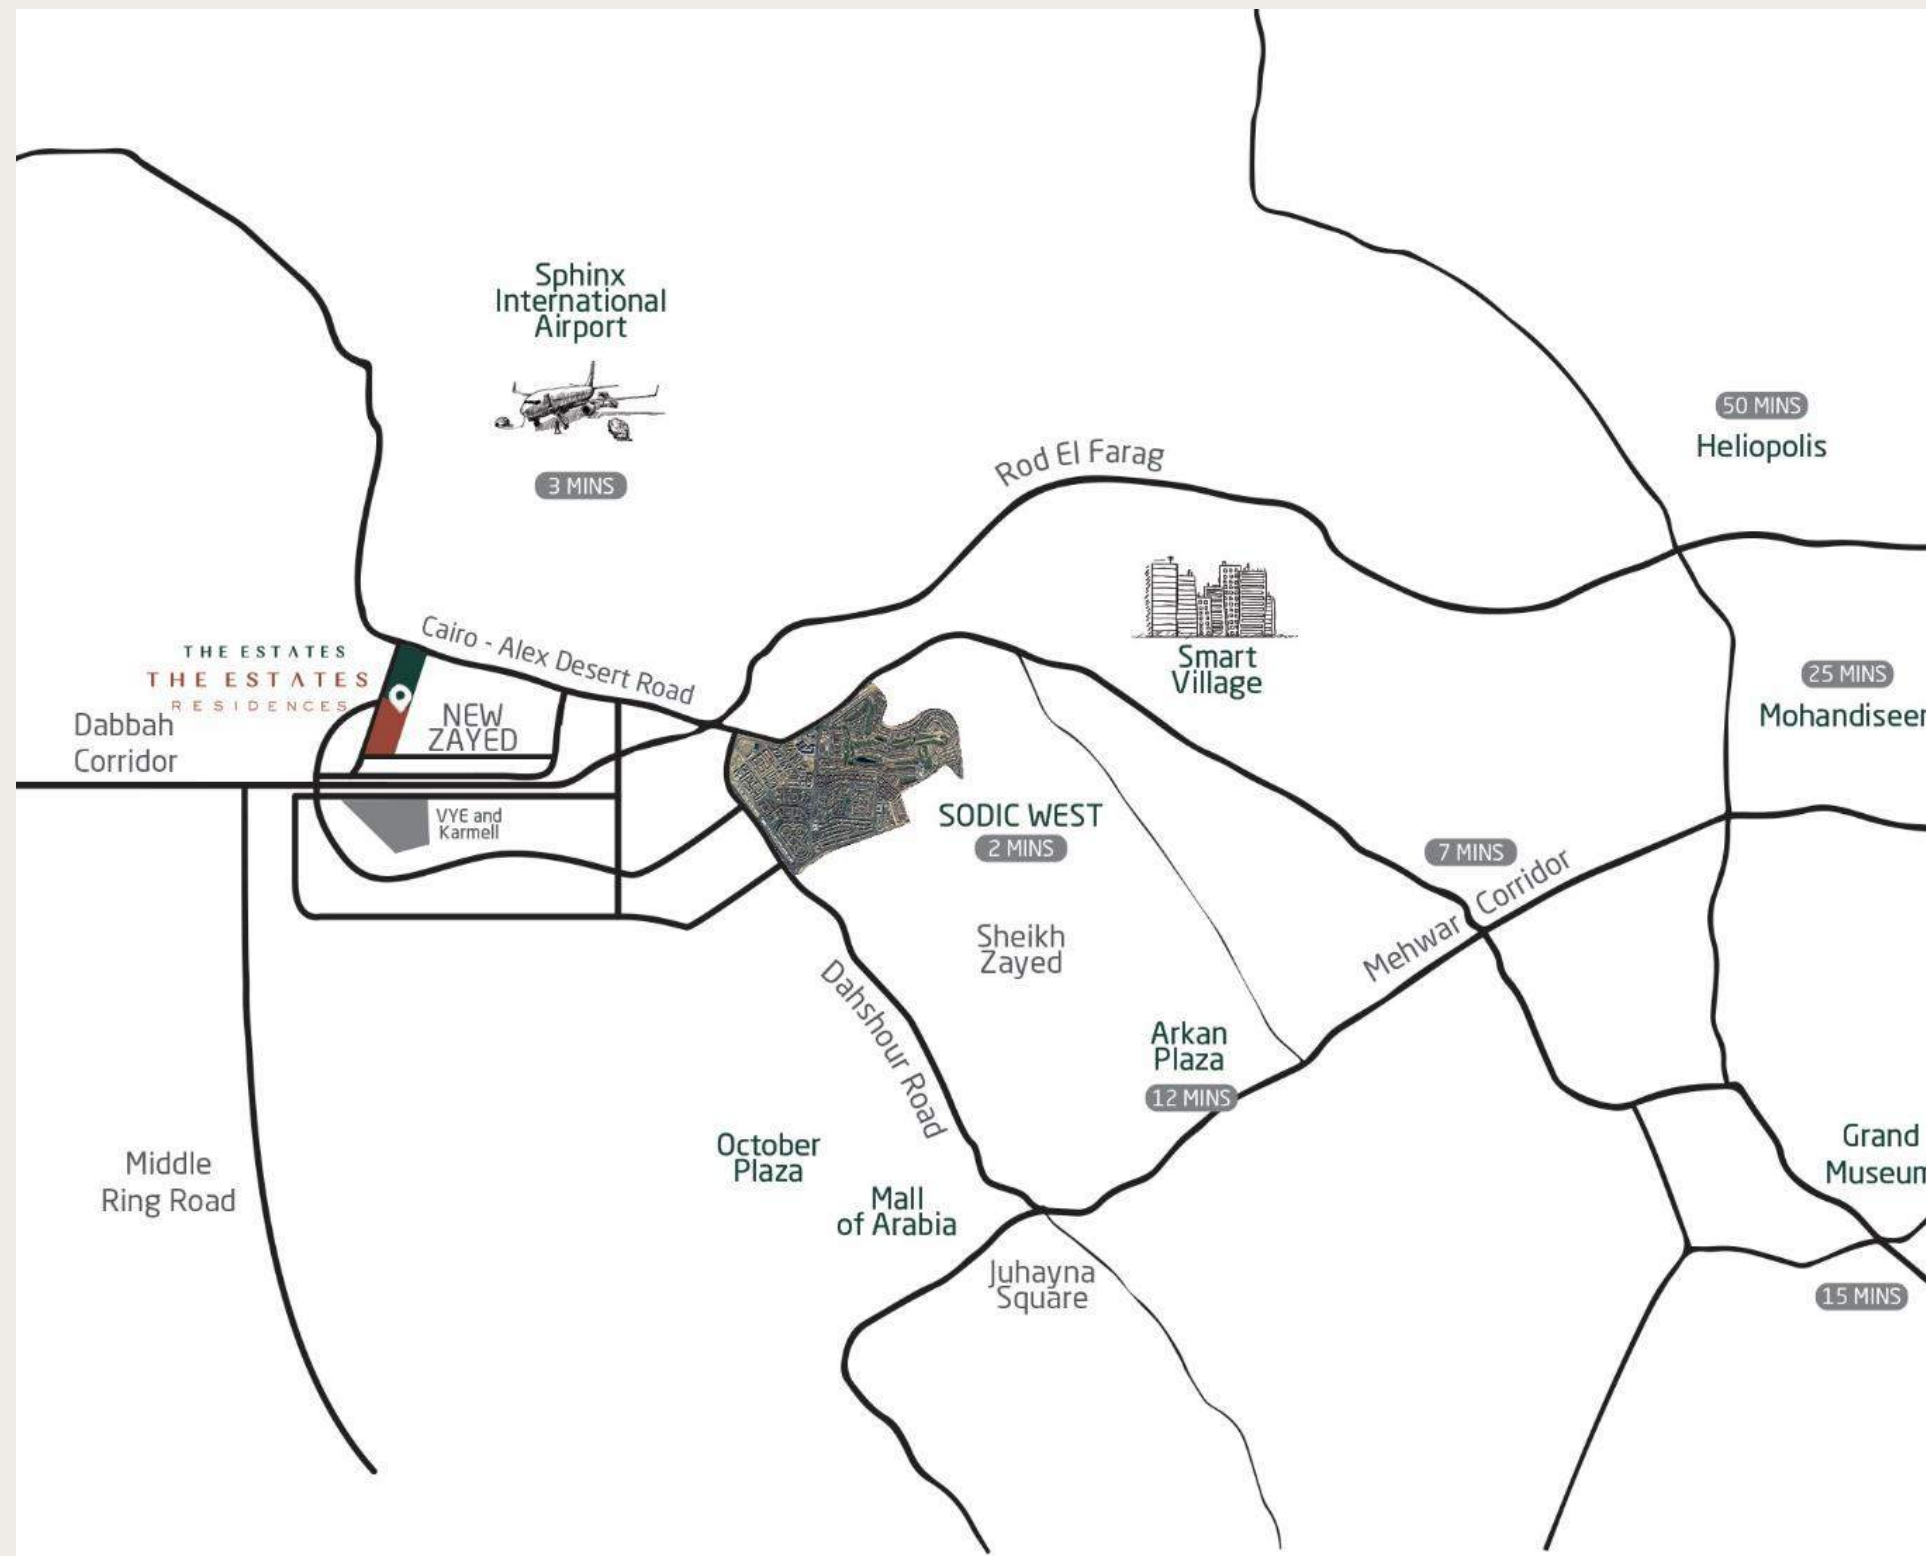 Sphinx
International
Airport
3 MINS
50 MINS
Heliopolis
Rod El Farag
Smart
Village
25 MINS
Mohandiseen
Cairo - Alex Desert Road
THE ESTATES
THE ESTATES
RESIDENCES
Dabbah
Corridor
NEW
ZAYED
VYE and
Karmell
SODIC WEST
2 MINS
7 MINS
Mehwar Corridor
Sheikh
Zayed
Dahshour Road
Arkan
Plaza
12 MINS
October
Plaza
Mall
of Arabia
Juhayna
Square
Middle
Ring Road
Grand
Museum
15 MINS